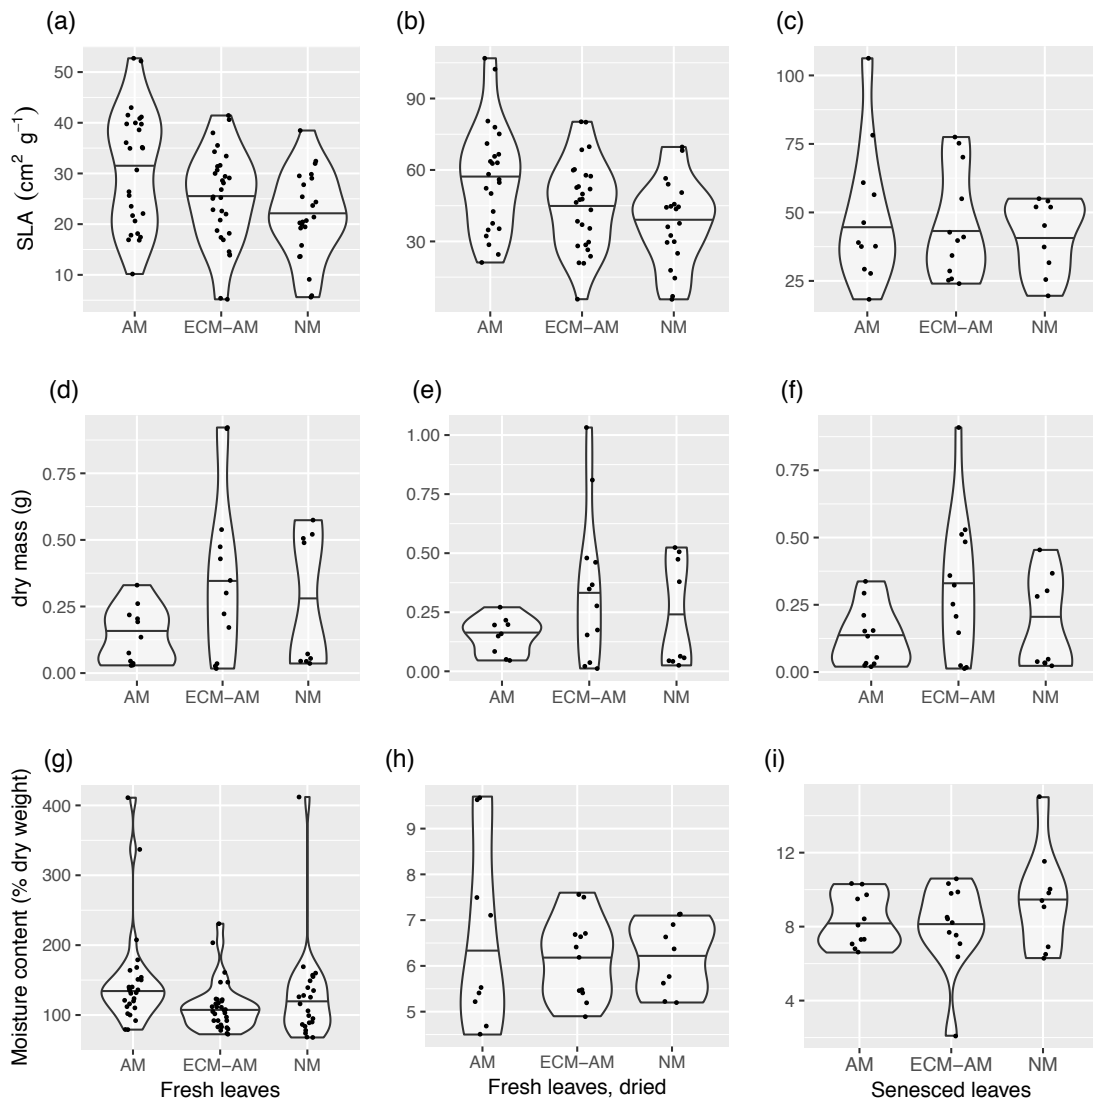 (a) (b) (c)
SLA (cm² g⁻¹)
50
40
30
20
10
AM ECM−AM NM
90
60
30
AM ECM−AM NM
100
75
50
25
AM ECM−AM NM
(d) (e) (f)
dry mass (g)
0.75
0.50
0.25
0.00
AM ECM−AM NM
1.00
0.75
0.50
0.25
0.00
AM ECM−AM NM
0.75
0.50
0.25
0.00
AM ECM−AM NM
(g) (h) (i)
Moisture content (% dry weight)
400
300
200
100
AM ECM−AM NM
Fresh leaves
9
8
7
6
5
AM ECM−AM NM
Fresh leaves, dried
12
8
4
AM ECM−AM NM
Senesced leaves